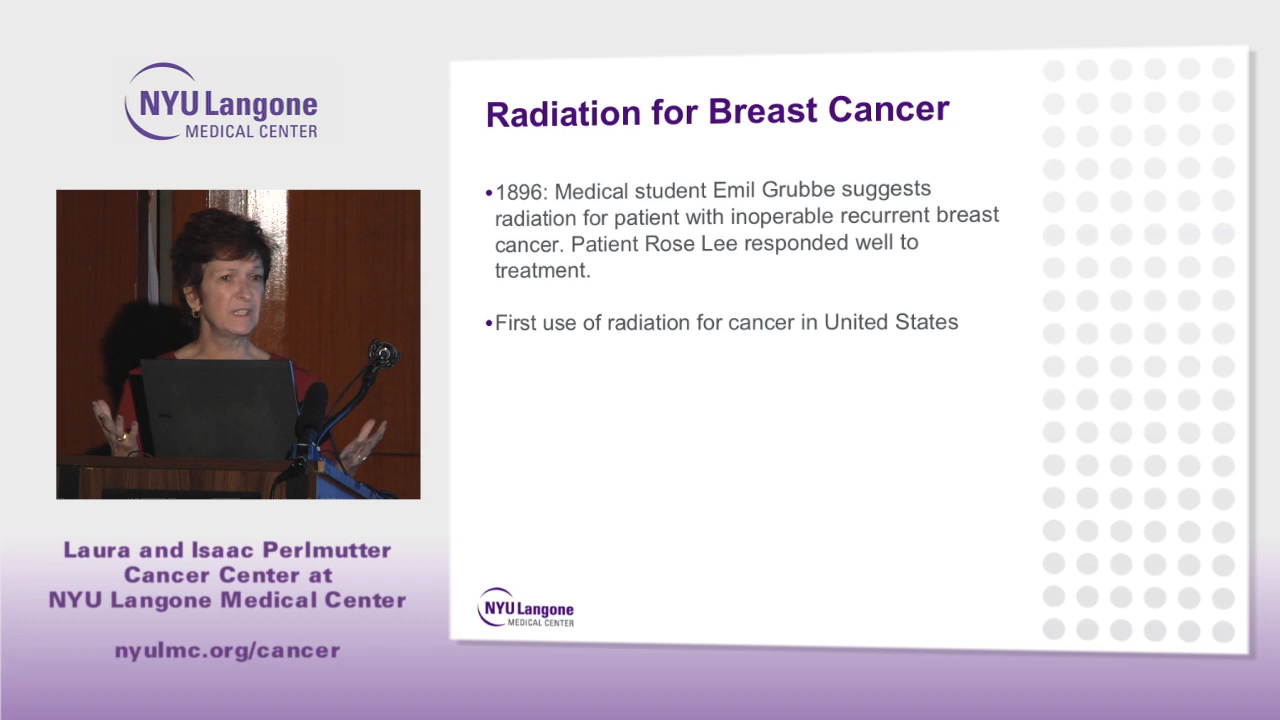 NYU Langone
MEDICAL CENTER
Laura and Isaac Perlmutter
Cancer Center at
NYU Langone Medical Center
nyulmc.org/cancer
Radiation for Breast Cancer
•1896: Medical student Emil Grubbe suggests
radiation for patient with inoperable recurrent breast
cancer. Patient Rose Lee responded well to
treatment.
•First use of radiation for cancer in United States
NYU Langone
MEDICAL CENTER